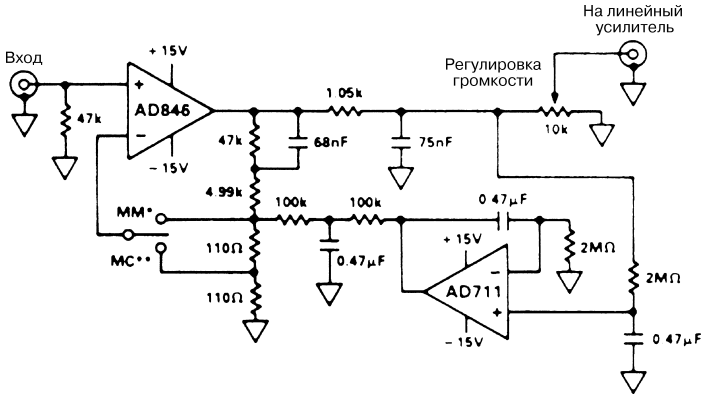 На линейный
усилитель
Вход
+ 15V
Регулировка
громкости
+
1.05k
AD846
47k
−
47k
68nF
75nF
10k
− 15V
4.99k
100k
100k
0.47μF
MM*
+ 15V
110Ω
0.47μF
2MΩ
−
MC**
AD711
2MΩ
110Ω
+
− 15V
0.47μF